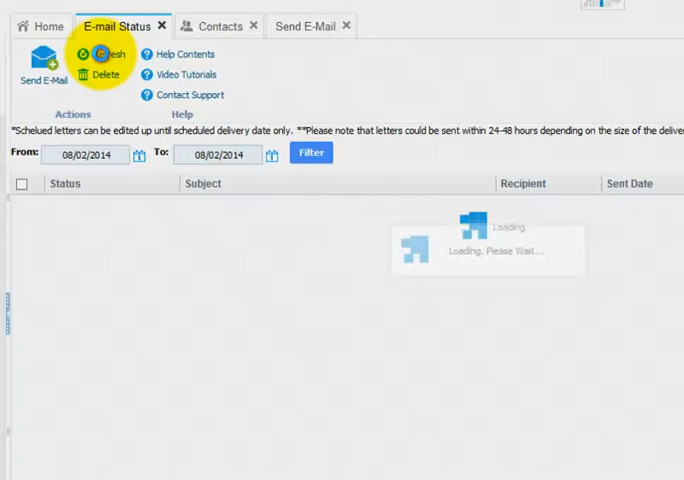 Home E-mail Status Contacts Send E-Mail
Help Contents
Send E-Mail Delete Video Tutorials
Contact Support
Actions Help
*Schelued letters can be edited up until scheduled delivery date only. **Please note that letters could be sent within 24-48 hours depending on the size of the
From: 08/02/2014 To: 08/02/2014 Filter
Status Subject Recipient Sent Date
Loading
Loading. Please Wait...